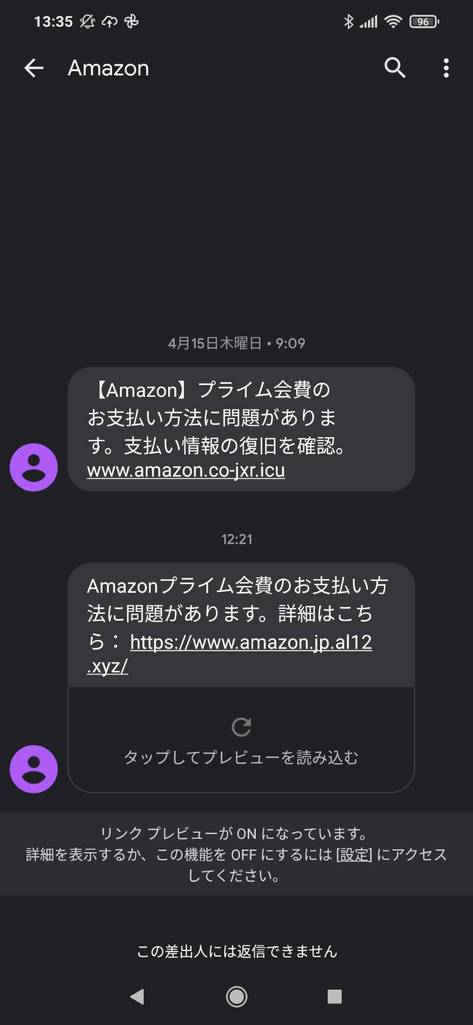 13:35
96
Amazon
4月15日木曜日 • 9:09
【Amazon】プライム会費の
お支払い方法に問題がありま
す。支払い情報の復旧を確認。
www.amazon.co-jxr.icu
12:21
Amazonプライム会費のお支払い方
法に問題があります。詳細はこち
ら： https://www.amazon.jp.al12
.xyz/
タップしてプレビューを読み込む
リンク プレビューが ON になっています。
詳細を表示するか、この機能を OFF にするには [設定] にアクセス
してください。
この差出人には返信できません